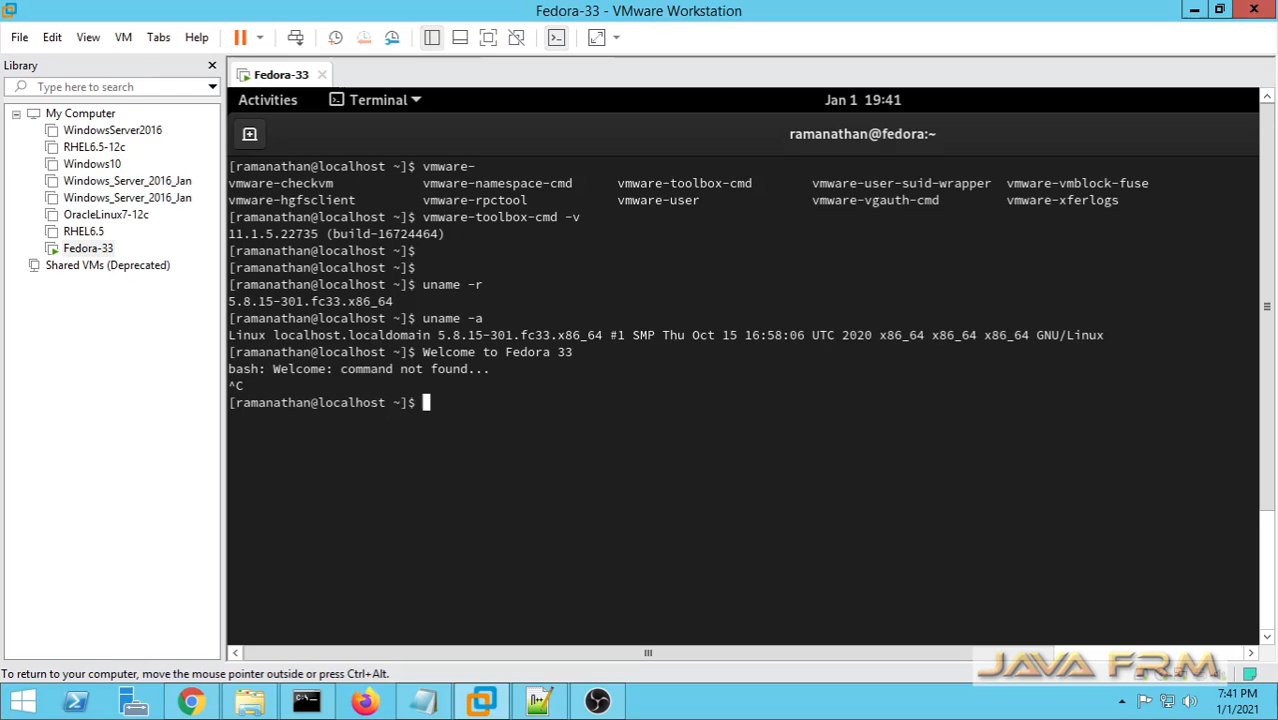 Fedora-33 - VMware Workstation
File Edit View VM Tabs Help
Library
Type here to search
My Computer
WindowsServer2016
RHEL6.5-12c
Windows10
Windows_Server_2016_Jan
Windows_Server_2016_Jan
OracleLinux7-12c
RHEL6.5
Fedora-33
Shared VMs (Deprecated)
Fedora-33
Activities Terminal Jan 1 19:41
ramanathan@fedora:~
[ramanathan@localhost ~]$ vmware-
vmware-checkvm vmware-namespace-cmd vmware-toolbox-cmd vmware-user-suid-wrapper vmware-vmblock-fuse
vmware-hgfsclient vmware-rpctool vmware-user vmware-vgauth-cmd vmware-xferlogs
[ramanathan@localhost ~]$ vmware-toolbox-cmd -v
11.1.5.22735 (build-16724464)
[ramanathan@localhost ~]$
[ramanathan@localhost ~]$
[ramanathan@localhost ~]$ uname -r
5.8.15-301.fc33.x86_64
[ramanathan@localhost ~]$ uname -a
Linux localhost.localdomain 5.8.15-301.fc33.x86_64 #1 SMP Thu Oct 15 16:58:06 UTC 2020 x86_64 x86_64 x86_64 GNU/Linux
[ramanathan@localhost ~]$ Welcome to Fedora 33
bash: Welcome: command not found...
^C
[ramanathan@localhost ~]$
To return to your computer, move the mouse pointer outside or press Ctrl+Alt.
JAVA FRM
7:41 PM
1/1/2021